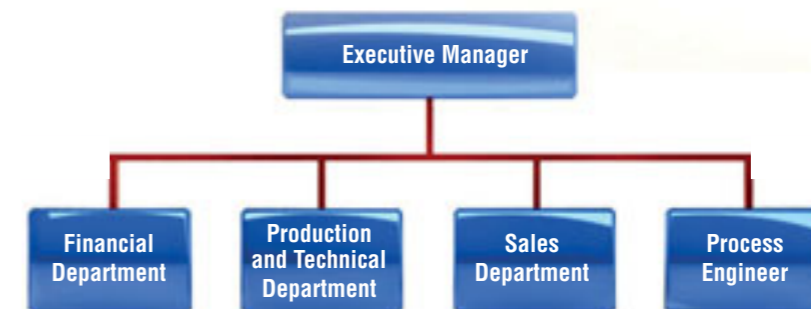 Executive Manager
Financial
Department
Production
and Technical
Department
Sales
Department
Process
Engineer